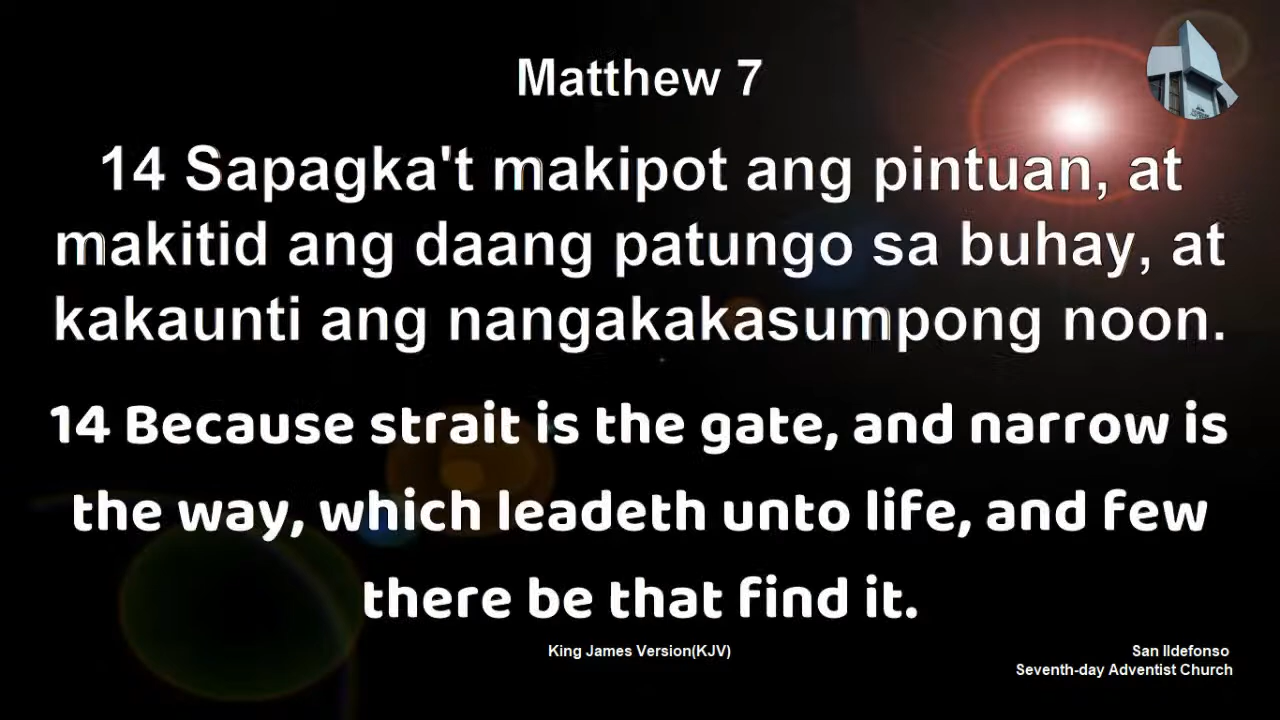 Matthew 7
14 Sapagka't makipot ang pintuan, at
makitid ang daang patungo sa buhay, at
kakaunti ang nangakakasumpong noon.
14 Because strait is the gate, and narrow is
the way, which leadeth unto life, and few
there be that find it.
King James Version(KJV)
San Ildefonso
Seventh-day Adventist Church